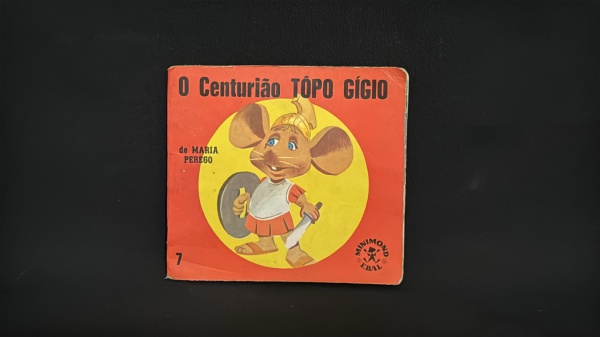 O Centurião TÔPO GÍGIO
de MARIA
PEREGO
7
MINIMOND
EBAL